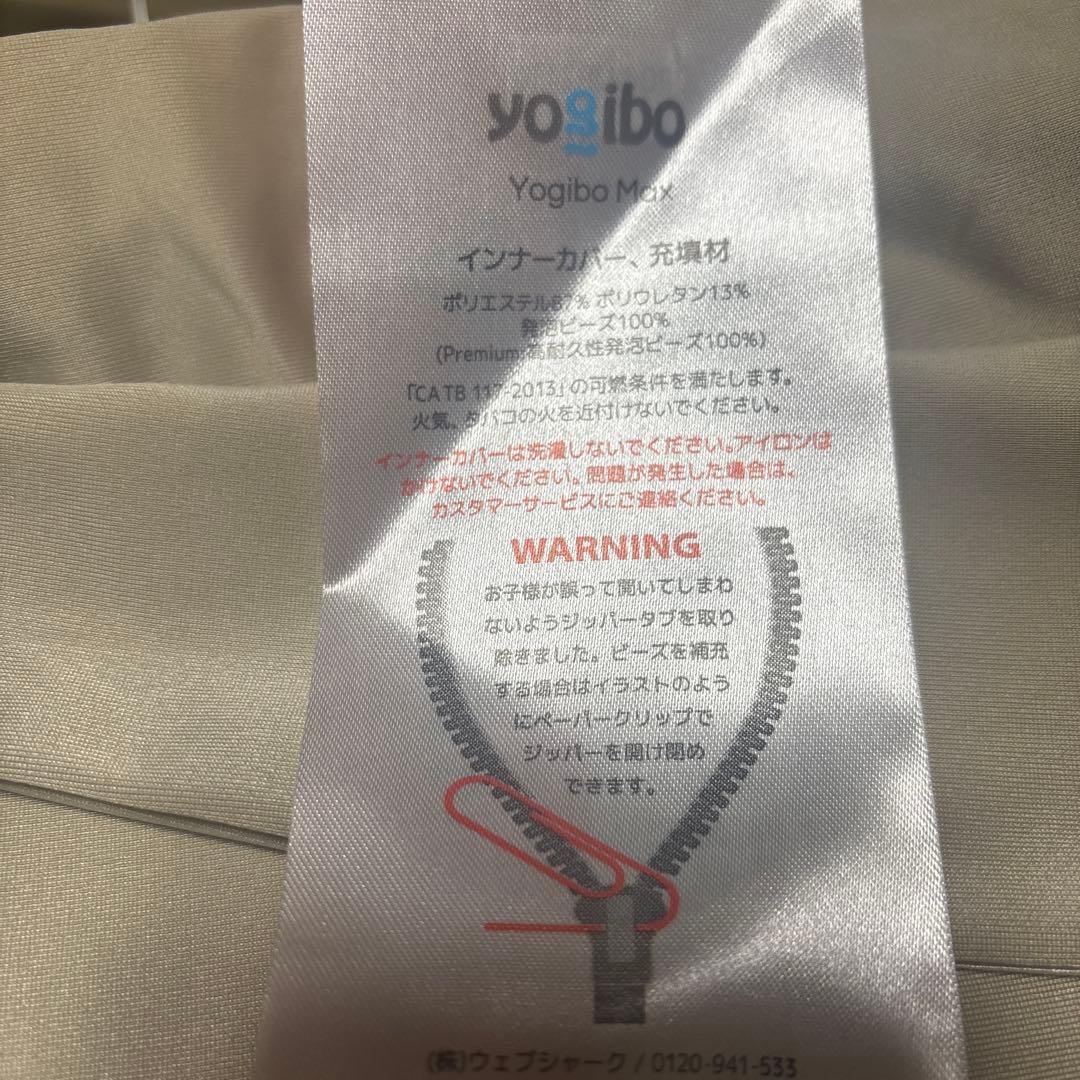 yogibo
Yogibo Max
インナーカバー、充填材
ポリエステル87% ポリウレタン13%
発泡ビーズ100%
(Premium:高耐久性発泡ビーズ100%)
「CA TB 117-2013」の可燃条件を満たします。
火気、タバコの火を近付けないでください。
インナーカバーは洗濯しないでください。アイロンは
かけないでください。問題が発生した場合は、
カスタマーサービスにご連絡ください。
WARNING
お子様が誤って開いてしまわ
ないようジッパータブを取り
除きました。ビーズを補充
する場合はイラストのよう
にペーパークリップで
ジッパーを開け閉め
できます。
(株)ウェブシャーク / 0120-941-533